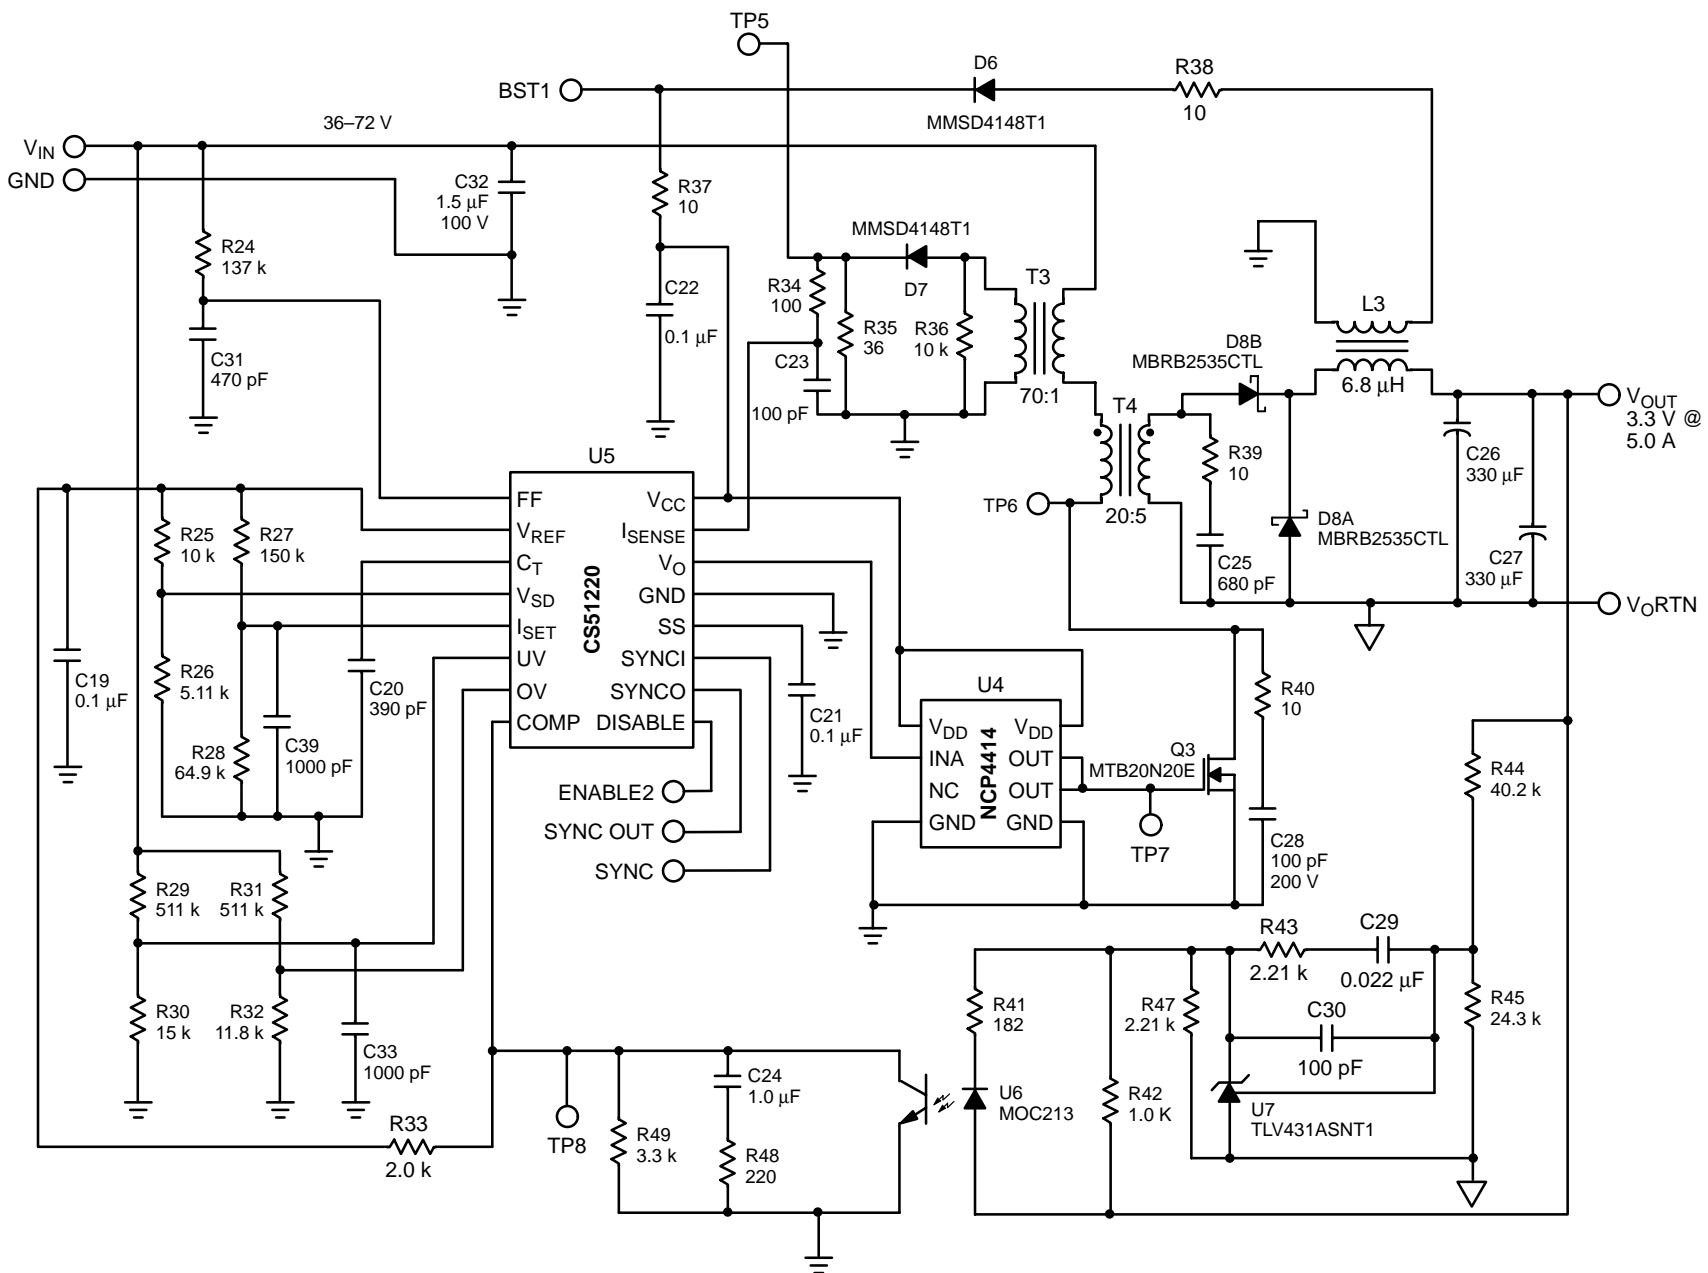 TP5
BST1
D6
MMSD4148T1
R38
10
36–72 V
VIN
GND
C32
1.5 µF
100 V
R37
10
R24
137 k
C31
470 pF
C22
0.1 µF
MMSD4148T1
D7
R34
100
R35
36
R36
10 k
C23
100 pF
T3
70:1
L3
6.8 µH
D8B
MBRB2535CTL
T4
20:5
TP6
R39
10
C25
680 pF
D8A
MBRB2535CTL
C26
330 µF
C27
330 µF
VOUT
3.3 V @
5.0 A
VORTN
U5
CS51220
FF
VREF
CT
VSD
ISET
UV
OV
COMP
VCC
ISENSE
VO
GND
SS
SYNCI
SYNCO
DISABLE
R25
10 k
R27
150 k
C19
0.1 µF
R26
5.11 k
C20
390 pF
R28
64.9 k
C39
1000 pF
C21
0.1 µF
ENABLE2
SYNC OUT
SYNC
U4
NCP4414
VDD
INA
NC
GND
VDD
OUT
OUT
GND
Q3
MTB20N20E
TP7
R40
10
C28
100 pF
200 V
R44
40.2 k
R29
511 k
R31
511 k
R30
15 k
R32
11.8 k
C33
1000 pF
R33
2.0 k
TP8
R49
3.3 k
C24
1.0 µF
R48
220
R41
182
U6
MOC213
R42
1.0 K
R47
2.21 k
R43
2.21 k
C29
0.022 µF
C30
100 pF
U7
TLV431ASNT1
R45
24.3 k